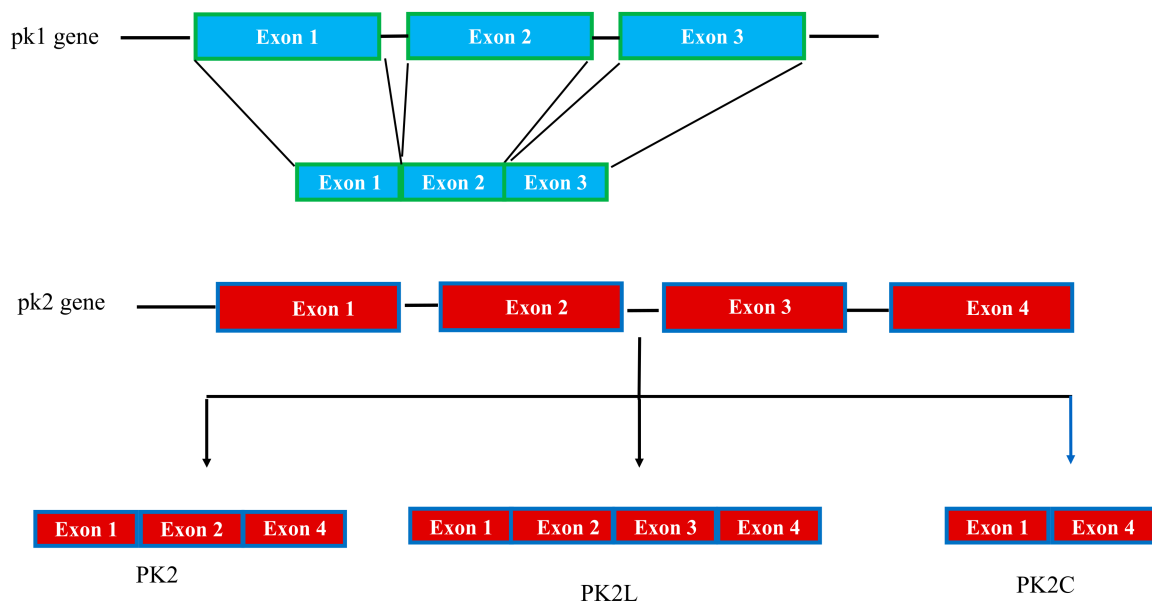 pk1 gene
Exon 1 Exon 2 Exon 3
Exon 1 Exon 2 Exon 3
pk2 gene
Exon 1 Exon 2 Exon 3 Exon 4
Exon 1 Exon 2 Exon 4
Exon 1 Exon 2 Exon 3 Exon 4
Exon 1 Exon 4
PK2
PK2L
PK2C